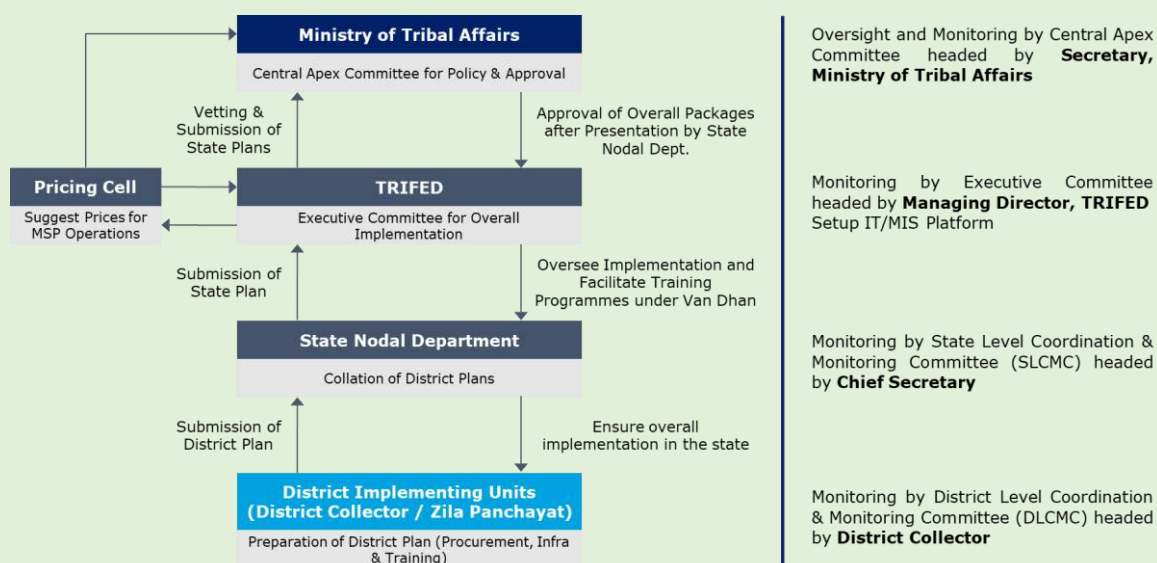 Ministry of Tribal Affairs
Central Apex Committee for Policy & Approval
Vetting &
Submission of
State Plans
Approval of Overall Packages
after Presentation by State
Nodal Dept.
Pricing Cell
Suggest Prices for
MSP Operations
TRIFED
Executive Committee for Overall
Implementation
Submission of
State Plan
Oversee Implementation and
Facilitate Training
Programmes under Van Dhan
State Nodal Department
Collation of District Plans
Submission of
District Plan
Ensure overall
implementation in the state
District Implementing Units
(District Collector / Zila Panchayat)
Preparation of District Plan (Procurement, Infra
& Training)
Oversight and Monitoring by Central Apex
Committee headed by Secretary,
Ministry of Tribal Affairs
Monitoring by Executive Committee
headed by Managing Director, TRIFED
Setup IT/MIS Platform
Monitoring by State Level Coordination &
Monitoring Committee (SLCMC) headed
by Chief Secretary
Monitoring by District Level Coordination
& Monitoring Committee (DLCMC) headed
by District Collector